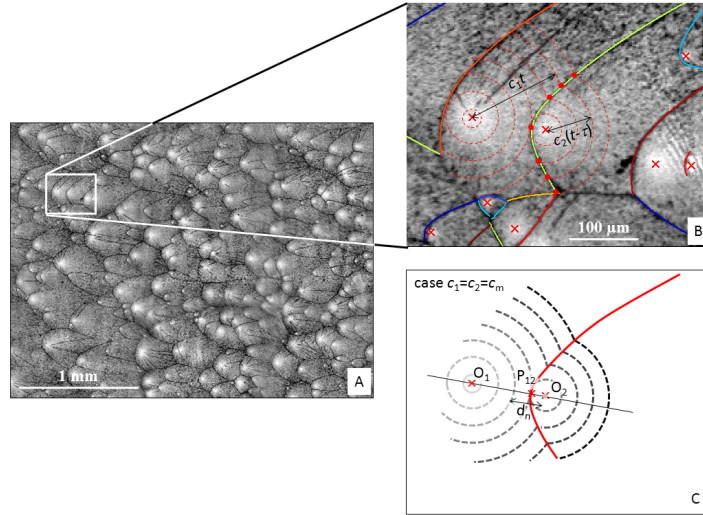 c₁t
c₂(t-τ)
100 µm
B
1 mm
A
case c₁=c₂=cₘ
O₁
P₁₂
O₂
dₙ
C